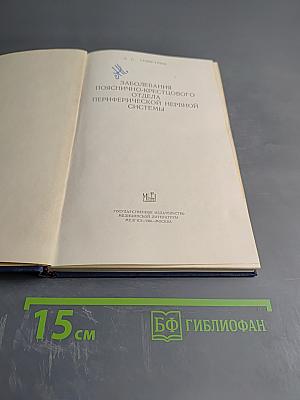 ЗАБОЛЕВАНИЯ
ПОЯСНИЧНО-КРЕСТЦОВОГО
ОТДЕЛА
ПЕРИФЕРИЧЕСКОЙ НЕРВНОЙ
СИСТЕМЫ
ГОСУДАРСТВЕННОЕ ИЗДАТЕЛЬСТВО
МЕДИЦИНСКОЙ ЛИТЕРАТУРЫ
15 СМ
БФ ГИБЛИОФАН